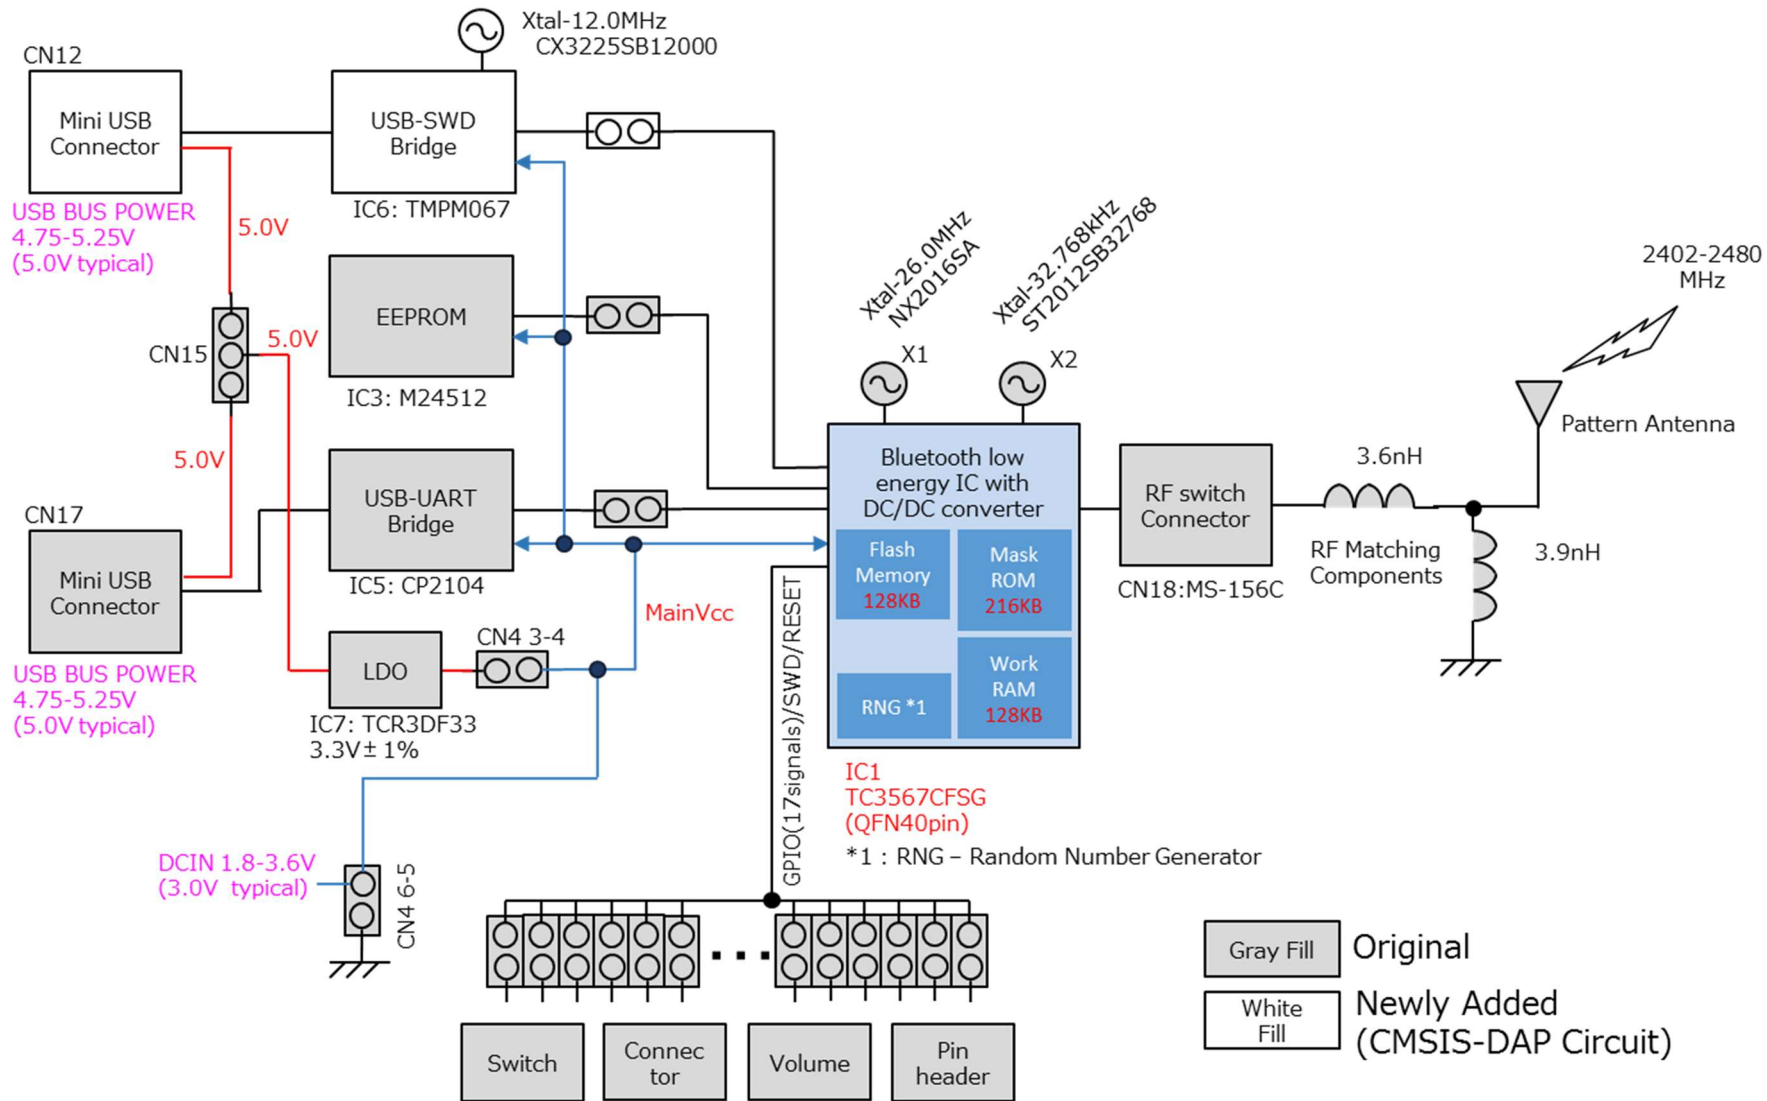 Xtal-12.0MHz
CX3225SB12000
CN12
Mini USB
Connector
USB-SWD
Bridge
IC6: TMPM067
USB BUS POWER
4.75-5.25V
(5.0V typical)
5.0V
Xtal-26.0MHz
NX2016SA
Xtal-32.768kHz
ST2012SB32768
2402-2480
MHz
EEPROM
IC3: M24512
CN15
5.0V
X1
X2
Pattern Antenna
5.0V
USB-UART
Bridge
IC5: CP2104
Bluetooth low
energy IC with
DC/DC converter
Flash
Memory
128KB
Mask
ROM
216KB
RNG *1
Work
RAM
128KB
RF switch
Connector
CN18:MS-156C
3.6nH
RF Matching
Components
3.9nH
CN17
Mini USB
Connector
USB BUS POWER
4.75-5.25V
(5.0V typical)
MainVcc
LDO
CN4 3-4
IC7: TCR3DF33
3.3V± 1%
GPIO(17signals)/SWD/RESET
IC1
TC3567CFSG
(QFN40pin)
*1 : RNG – Random Number Generator
DCIN 1.8-3.6V
(3.0V typical)
CN4 6-5
Switch
Connec
tor
Volume
Pin
header
Gray Fill
Original
White
Fill
Newly Added
(CMSIS-DAP Circuit)